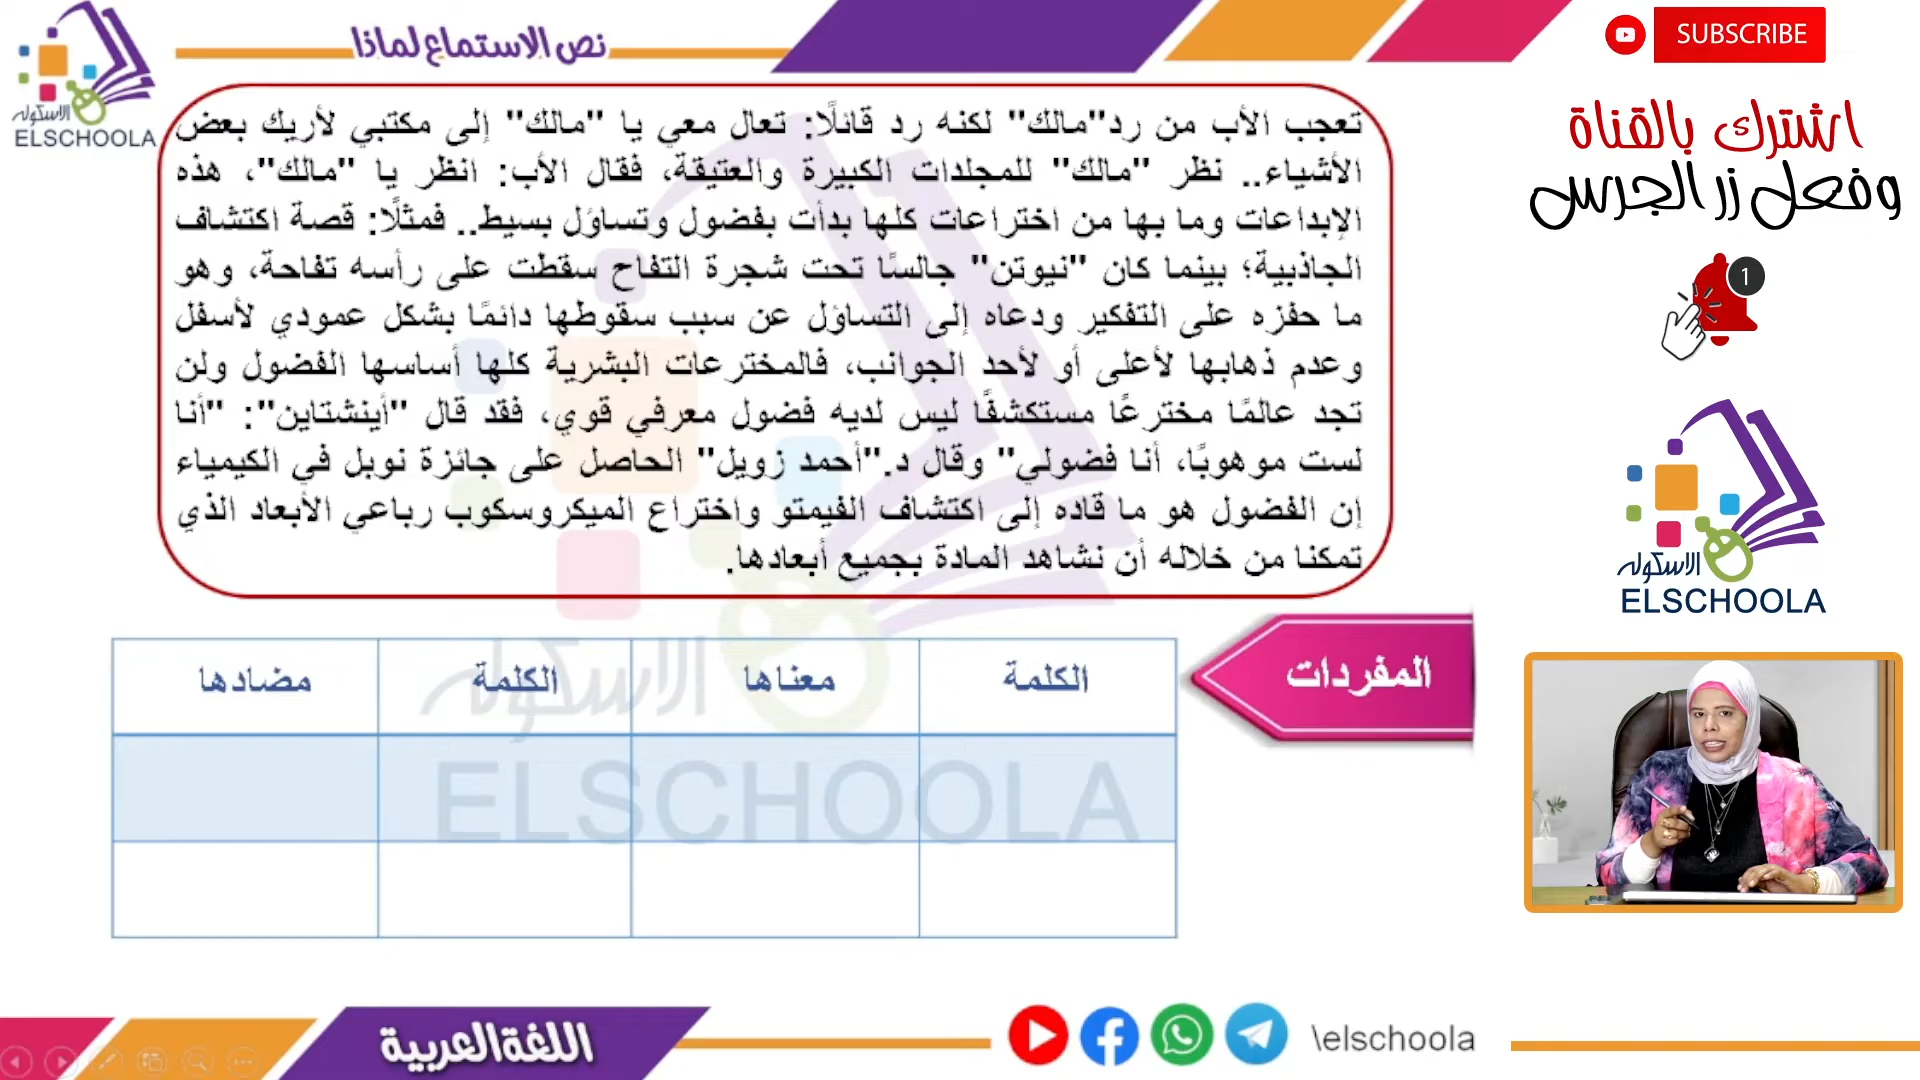 نص الاستماع لماذا
SUBSCRIBE
اشترك بالقناة
وفعل زر الجرس
1
الاسكوله
ELSCHOOLA
تعجب الأب من رد"مالك" لكنه رد قائلًا: تعال معي يا "مالك" إلى مكتبي لأريك بعض
الأشياء.. نظر "مالك" للمجلدات الكبيرة والعتيقة، فقال الأب: انظر يا "مالك"، هذه
الإبداعات وما بها من اختراعات كلها بدأت بفضول وتساؤل بسيط.. فمثلًا: قصة اكتشاف
الجاذبية؛ بينما كان "نيوتن" جالسًا تحت شجرة التفاح سقطت على رأسه تفاحة، وهو
ما حفزه على التفكير ودعاه إلى التساؤل عن سبب سقوطها دائمًا بشكل عمودي لأسفل
وعدم ذهابها لأعلى أو لأحد الجوانب، فالمخترعات البشرية كلها أساسها الفضول ولن
تجد عالمًا مخترعًا مستكشفًا ليس لديه فضول معرفي قوي، فقد قال "أينشتاين": "أنا
لست موهوبًا، أنا فضولي" وقال د."أحمد زويل" الحاصل على جائزة نوبل في الكيمياء
إن الفضول هو ما قاده إلى اكتشاف الفيمتو واختراع الميكروسكوب رباعي الأبعاد الذي
تمكنا من خلاله أن نشاهد المادة بجميع أبعادها.
الاسكوله
ELSCHOOLA
المفردات
الكلمة معناها الكلمة مضادها
الاسكوله
ELSCHOOLA
اللغة العربية
\elschoola